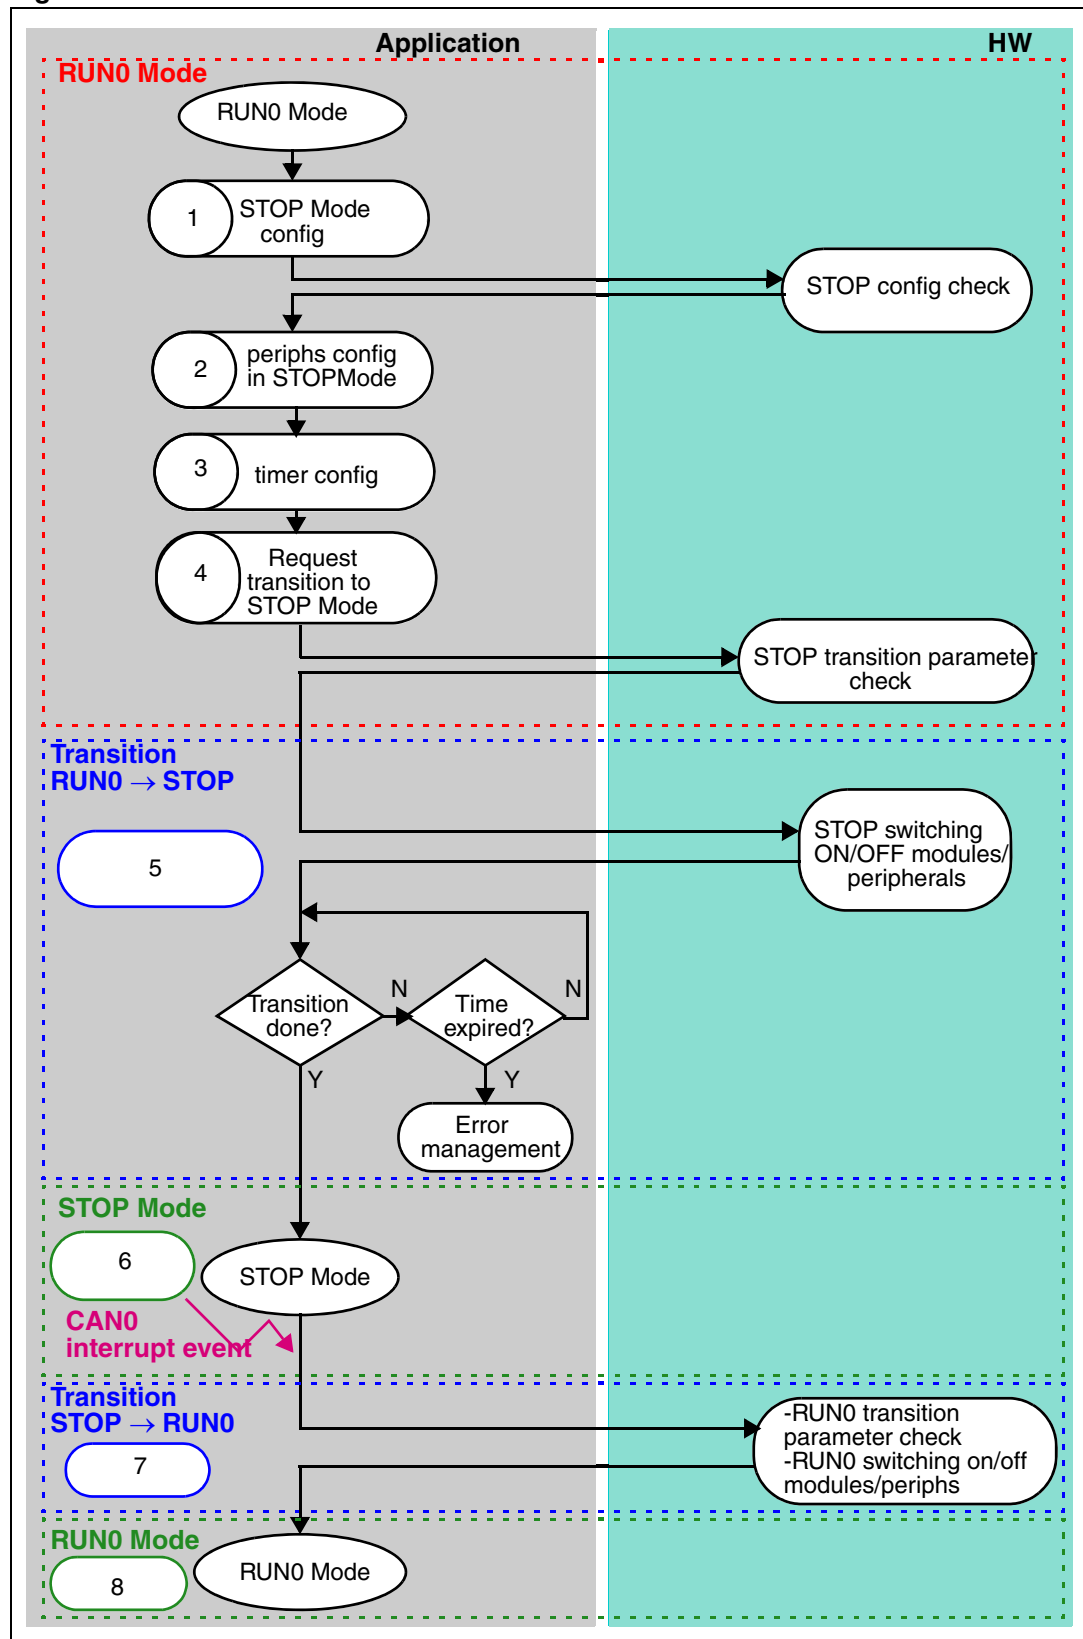 Application
HW
RUN0 Mode
RUN0 Mode
1
STOP Mode
config
STOP config check
2
periphs config
in STOPMode
3
timer config
4
Request
transition to
STOP Mode
STOP transition parameter
check
Transition
RUN0 → STOP
5
STOP switching
ON/OFF modules/
peripherals
Transition
done?
N
Time
expired?
N
Y
Y
Error
management
STOP Mode
6
STOP Mode
CAN0
interrupt event
Transition
STOP → RUN0
7
-RUN0 transition
parameter check
-RUN0 switching on/off
modules/periphs
RUN0 Mode
8
RUN0 Mode